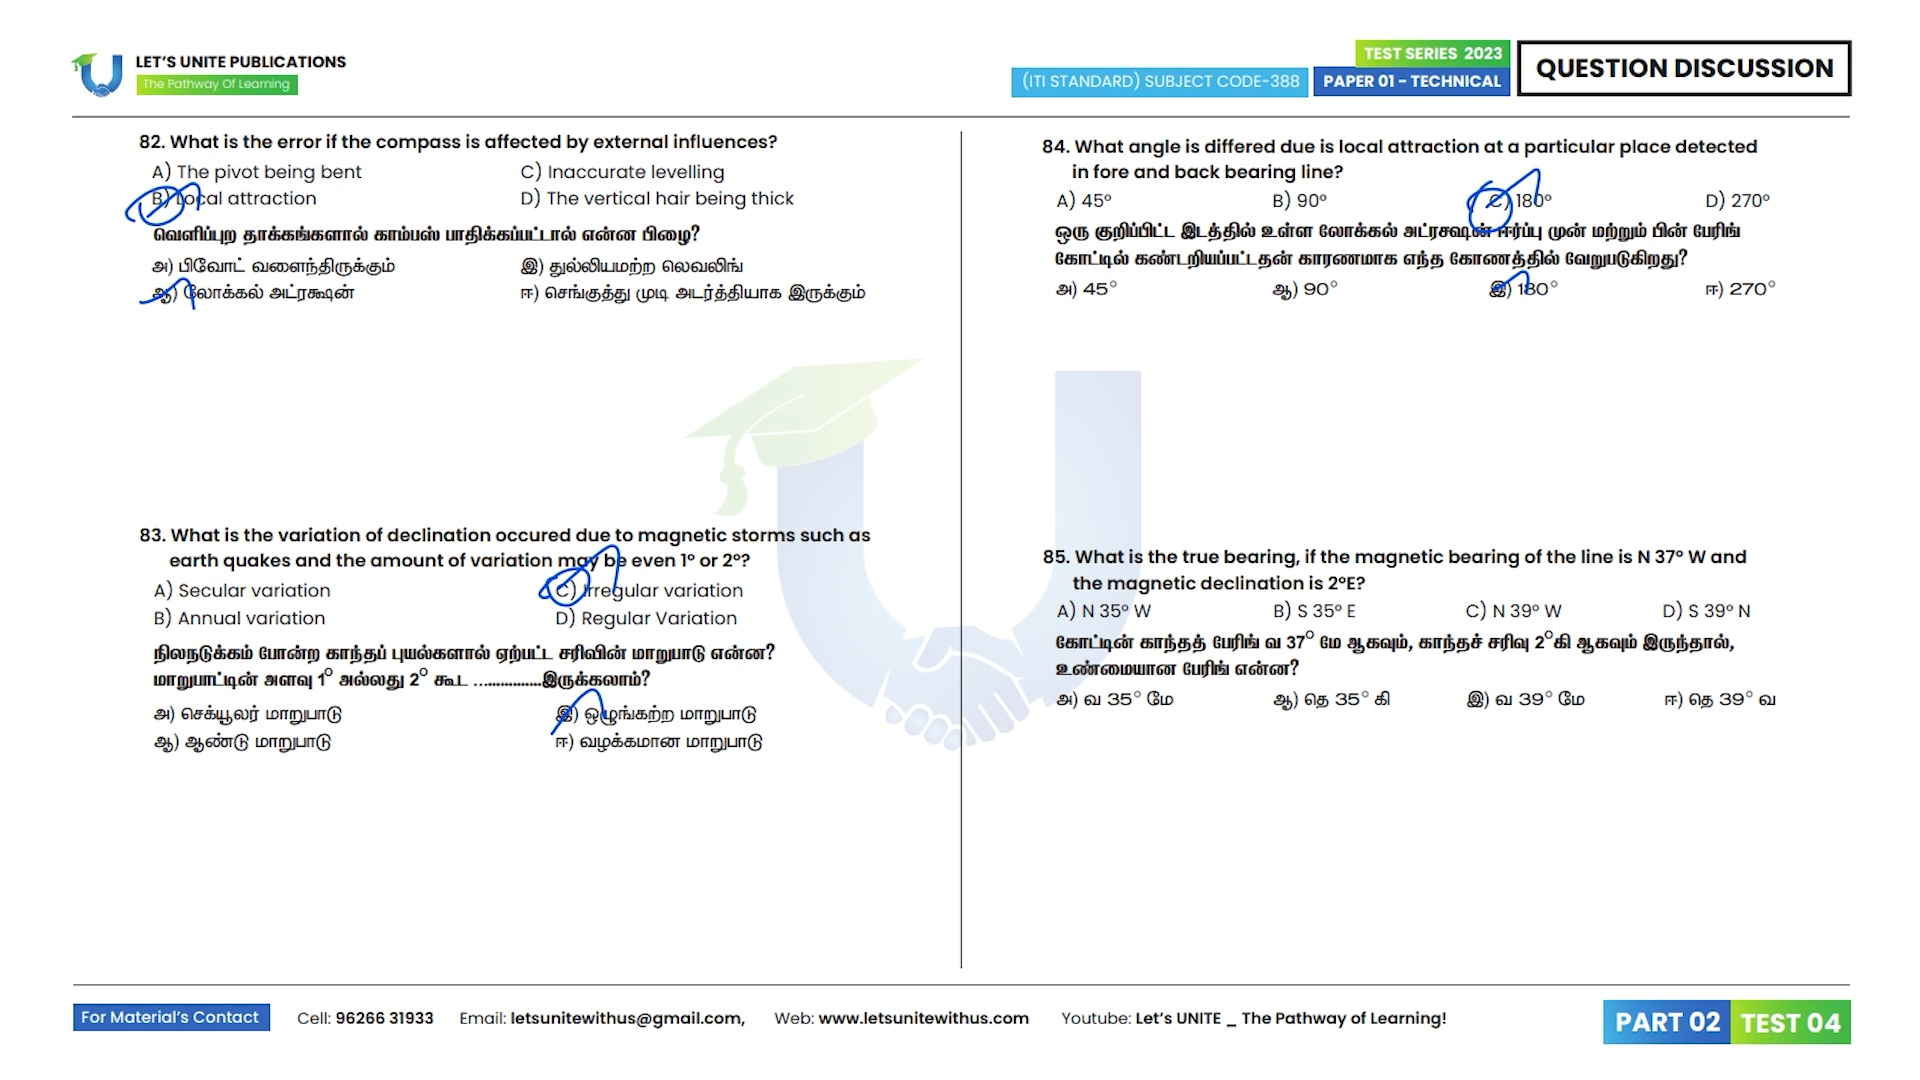 LET'S UNITE PUBLICATIONS
The Pathway Of Learning
TEST SERIES 2023
(ITI STANDARD) SUBJECT CODE-388
PAPER 01 - TECHNICAL
QUESTION DISCUSSION
82. What is the error if the compass is affected by external influences?
A) The pivot being bent C) Inaccurate levelling
B) Local attraction D) The vertical hair being thick
வெளிப்புற தாக்கங்களால் காம்பஸ் பாதிக்கப்பட்டால் என்ன பிழை?
அ) பிவோட் வளைந்திருக்கும் இ) துல்லியமற்ற லெவலிங்
ஆ) லோக்கல் அட்ரக்ஷன் ஈ) செங்குத்து முடி அடர்த்தியாக இருக்கும்
83. What is the variation of declination occured due to magnetic storms such as
earth quakes and the amount of variation may be even 1° or 2°?
A) Secular variation C) Irregular variation
B) Annual variation D) Regular Variation
நிலநடுக்கம் போன்ற காந்தப் புயல்களால் ஏற்பட்ட சரிவின் மாறுபாடு என்ன?
மாறுபாட்டின் அளவு 1° அல்லது 2° கூட ...............இருக்கலாம்?
அ) செக்யூலர் மாறுபாடு இ) ஒழுங்கற்ற மாறுபாடு
ஆ) ஆண்டு மாறுபாடு ஈ) வழக்கமான மாறுபாடு
84. What angle is differed due is local attraction at a particular place detected
in fore and back bearing line?
A) 45° B) 90° C) 180° D) 270°
ஒரு குறிப்பிட்ட இடத்தில் உள்ள லோக்கல் அட்ரசஷன் ஈர்ப்பு முன் மற்றும் பின் பேரிங்
கோட்டில் கண்டறியப்பட்டதன் காரணமாக எந்த கோணத்தில் வேறுபடுகிறது?
அ) 45° ஆ) 90° இ) 180° ஈ) 270°
85. What is the true bearing, if the magnetic bearing of the line is N 37° W and
the magnetic declination is 2°E?
A) N 35° W B) S 35° E C) N 39° W D) S 39° N
கோட்டின் காந்தத் பேரிங் வ 37° மே ஆகவும், காந்தச் சரிவு 2°கி ஆகவும் இருந்தால்,
உண்மையான பேரிங் என்ன?
அ) வ 35° மே ஆ) தெ 35° கி இ) வ 39° மே ஈ) தெ 39° வ
For Material's Contact Cell: 96266 31933 Email: letsunitewithus@gmail.com, Web: www.letsunitewithus.com Youtube: Let's UNITE _ The Pathway of Learning!
PART 02 TEST 04